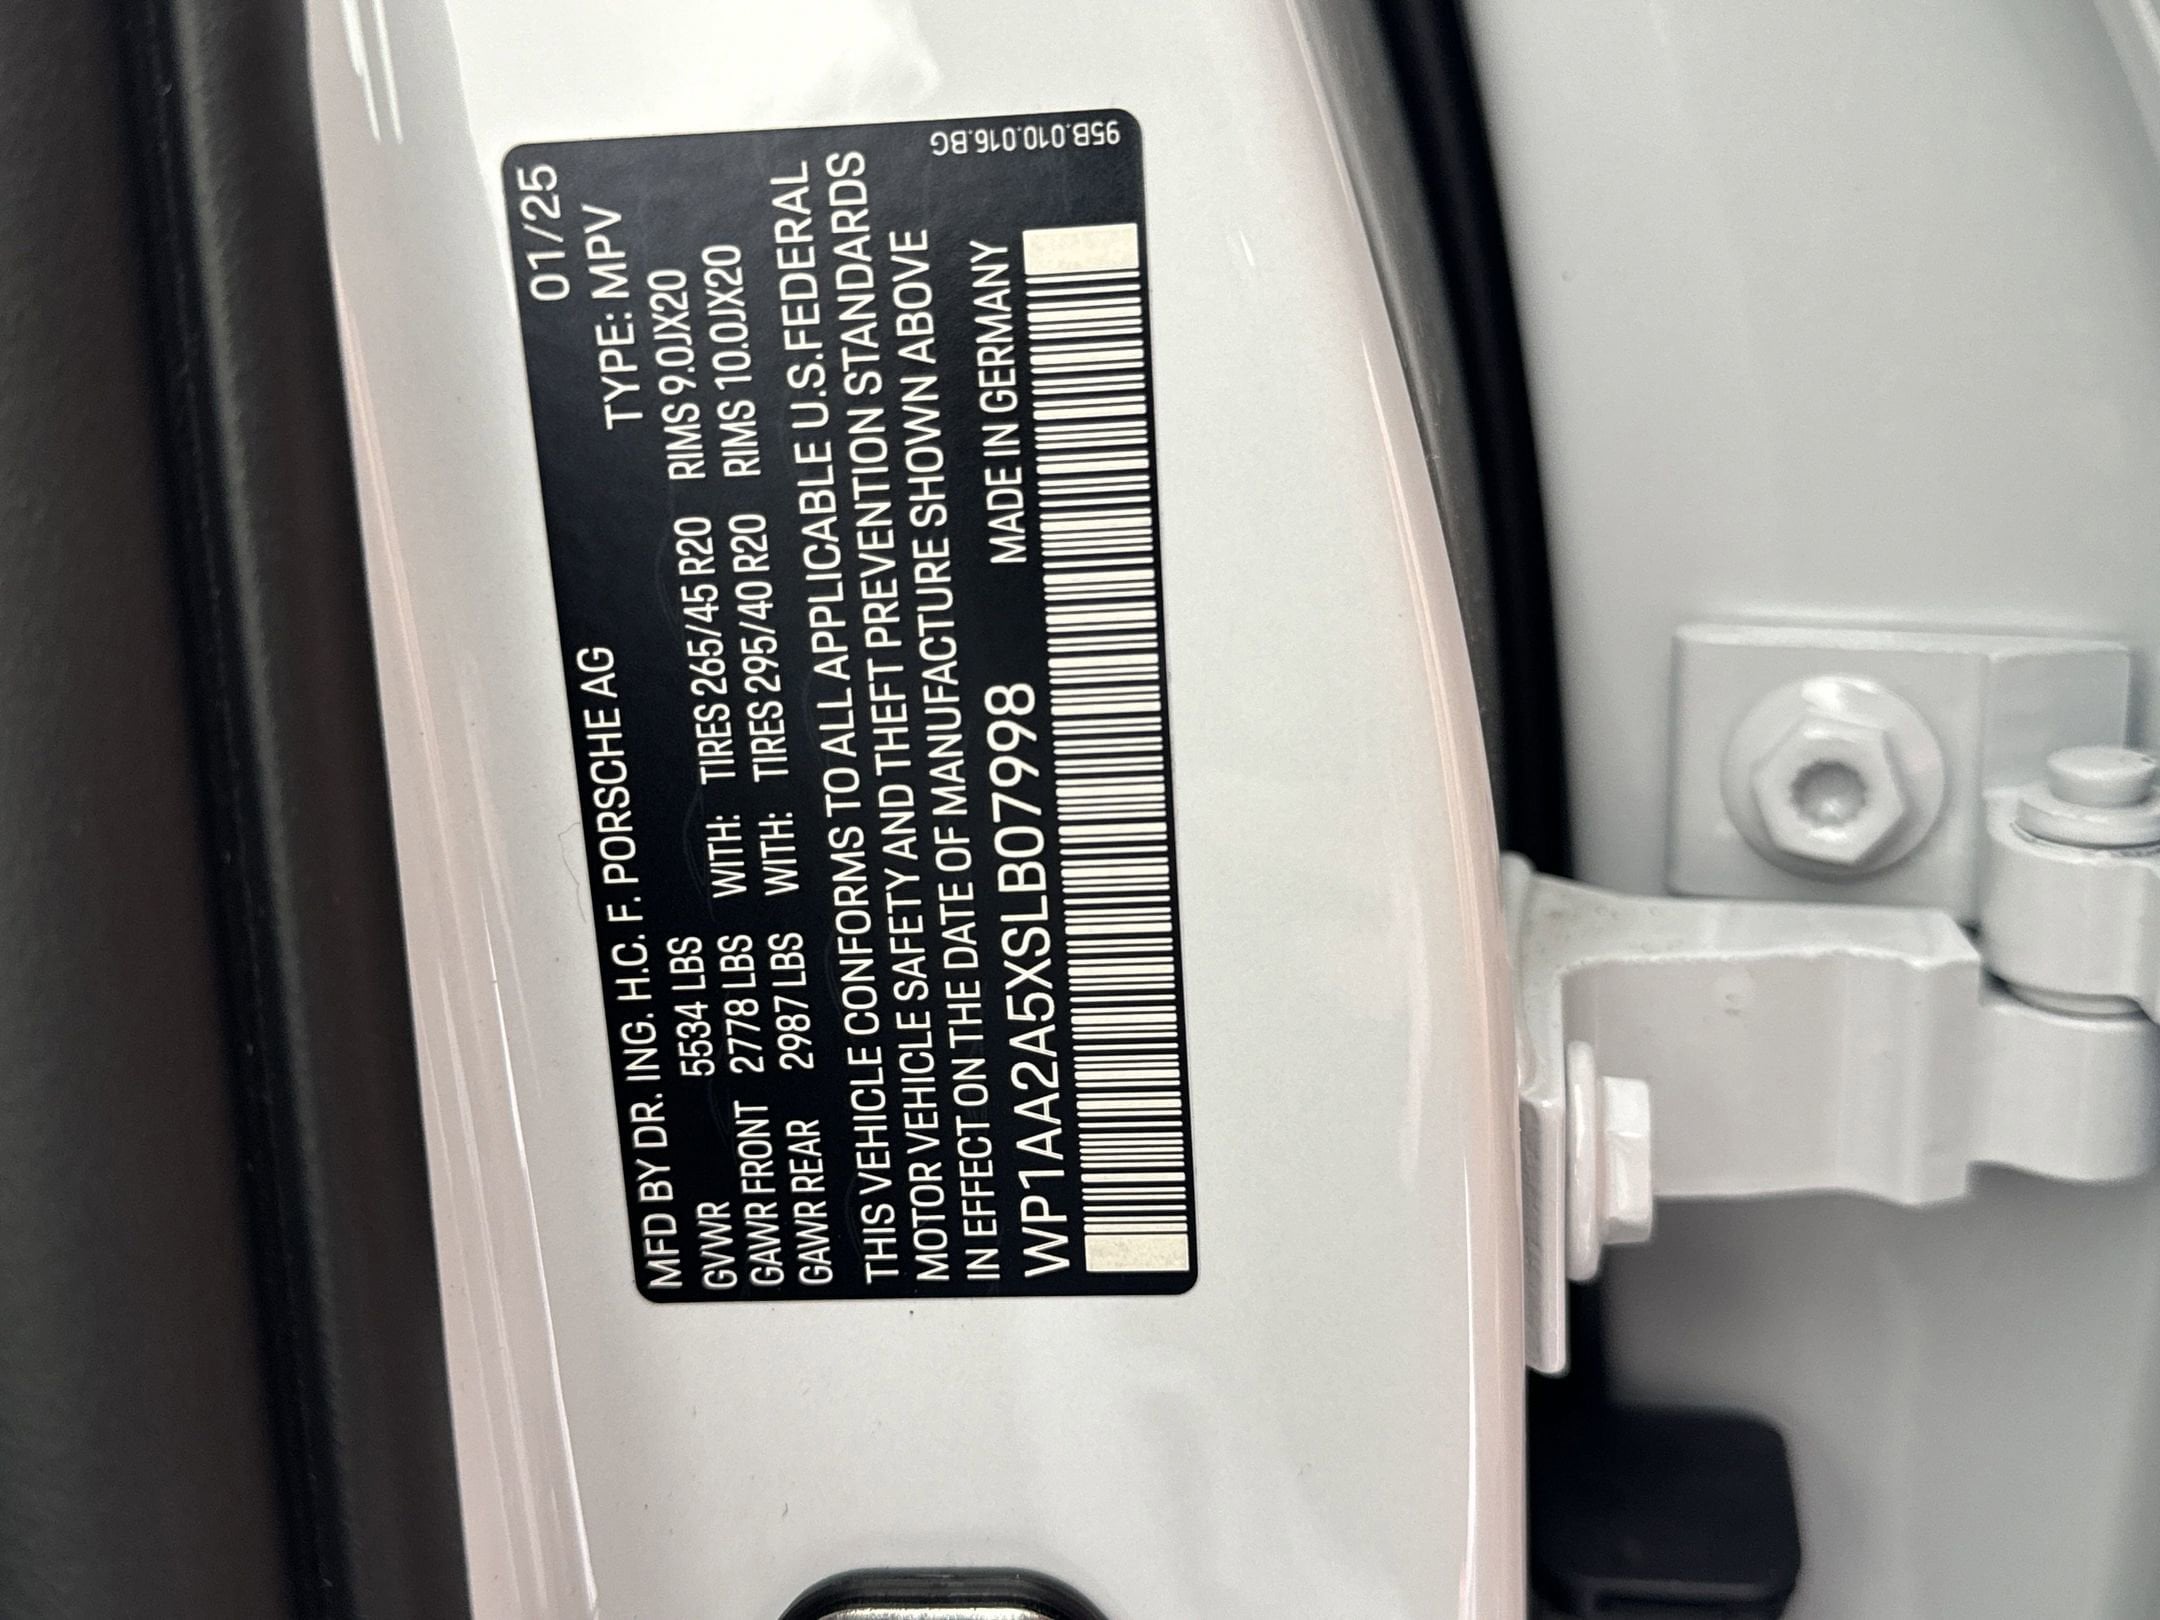 01/25
MFD BY DR. ING. H.C. F. PORSCHE AG TYPE: MPV
GVWR 5534 LBS WITH: TIRES 265/45 R20 RIMS 9.0JX20
GAWR FRONT 2778 LBS WITH: TIRES 295/40 R20 RIMS 10.0JX20
GAWR REAR 2987 LBS
THIS VEHICLE CONFORMS TO ALL APPLICABLE U.S.FEDERAL
MOTOR VEHICLE SAFETY AND THEFT PREVENTION STANDARDS
IN EFFECT ON THE DATE OF MANUFACTURE SHOWN ABOVE
WP1AA2A5XSLB07998 MADE IN GERMANY
95B.010.016.BG